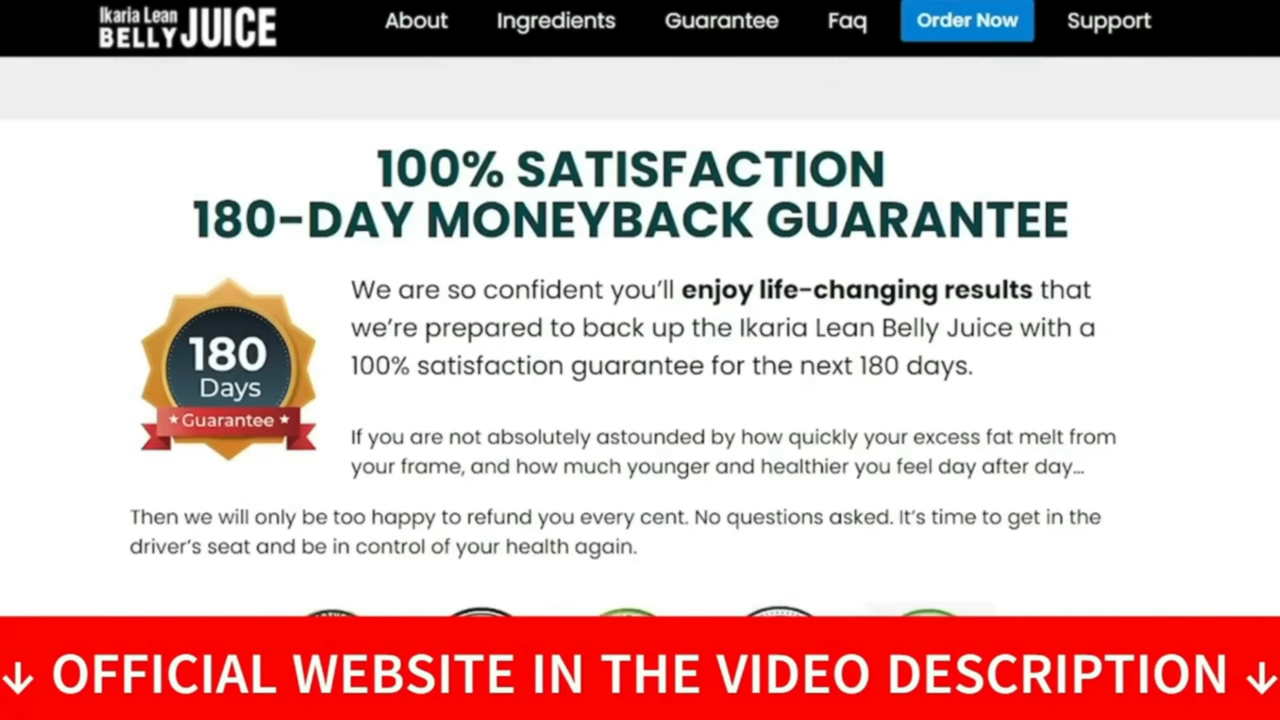 Ikaria Lean
BELLY JUICE
About Ingredients Guarantee Faq Order Now Support
100% SATISFACTION
180-DAY MONEYBACK GUARANTEE
180
Days
★ Guarantee ★
We are so confident you'll enjoy life-changing results that
we're prepared to back up the Ikaria Lean Belly Juice with a
100% satisfaction guarantee for the next 180 days.
If you are not absolutely astounded by how quickly your excess fat melt from
your frame, and how much younger and healthier you feel day after day...
Then we will only be too happy to refund you every cent. No questions asked. It's time to get in the
driver's seat and be in control of your health again.
↓ OFFICIAL WEBSITE IN THE VIDEO DESCRIPTION ↓